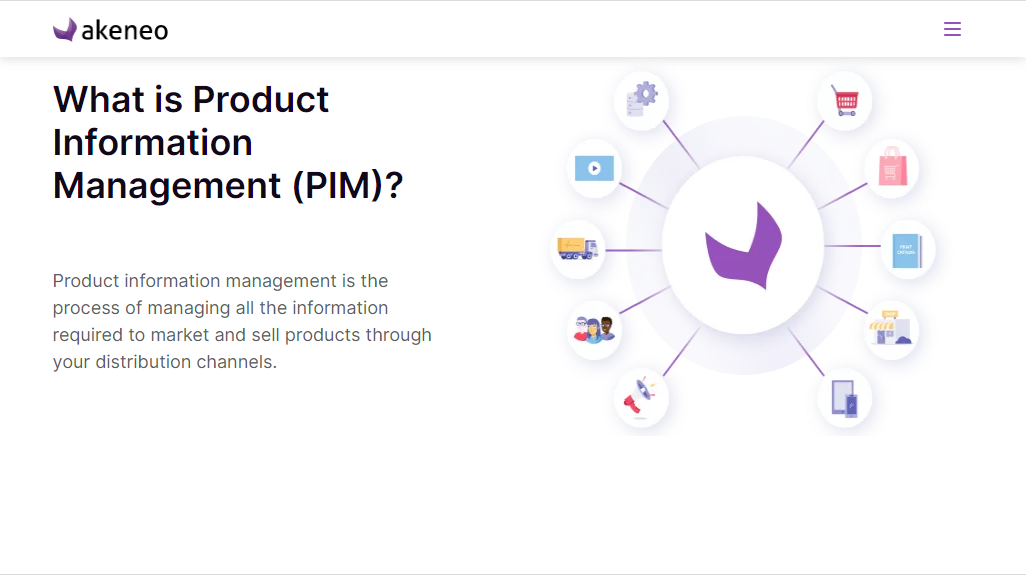 akeneo
What is Product
Information
Management (PIM)?
Product information management is the
process of managing all the information
required to market and sell products through
your distribution channels.